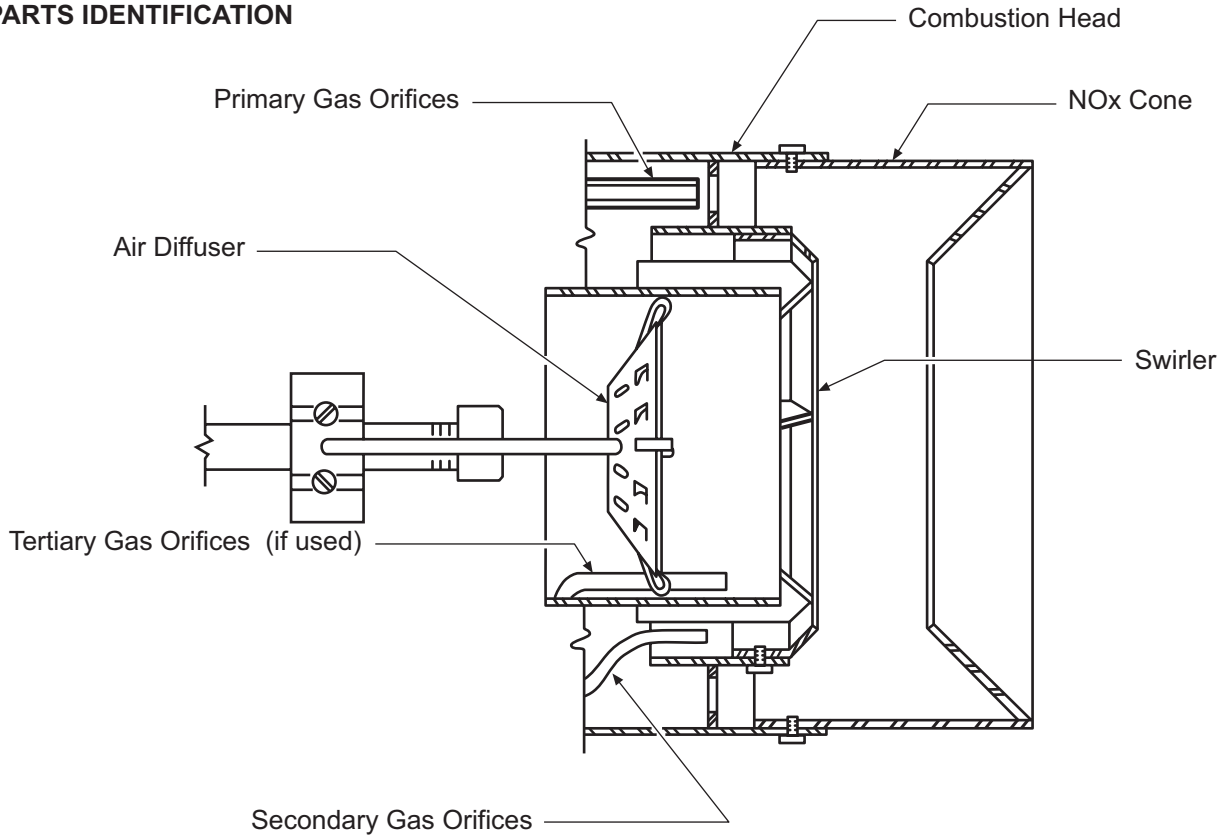 PARTS IDENTIFICATION
Combustion Head
Primary Gas Orifices
NOx Cone
Air Diffuser
Swirler
Tertiary Gas Orifices (if used)
Secondary Gas Orifices